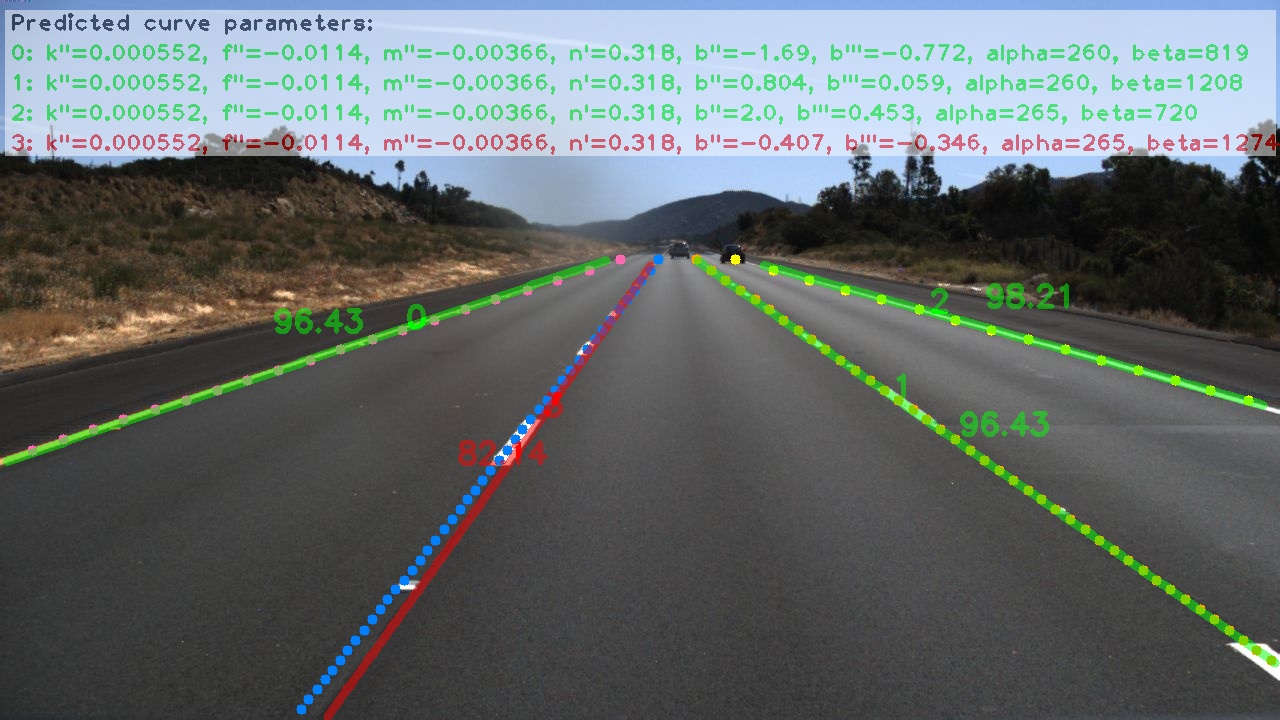 Predicted curve parameters:
0: k"=0.000552, f"=-0.0114, m"=-0.00366, n'=0.318, b"=-1.69, b'''=-0.772, alpha=260, beta=819
1: k"=0.000552, f"=-0.0114, m"=-0.00366, n'=0.318, b"=0.804, b'''=0.059, alpha=260, beta=1208
2: k"=0.000552, f"=-0.0114, m"=-0.00366, n'=0.318, b"=2.0, b'''=0.453, alpha=265, beta=720
3: k"=0.000552, f"=-0.0114, m"=-0.00366, n'=0.318, b"=-0.407, b'''=-0.346, alpha=265, beta=1274
2 98.21
96.43 0
1
96.43